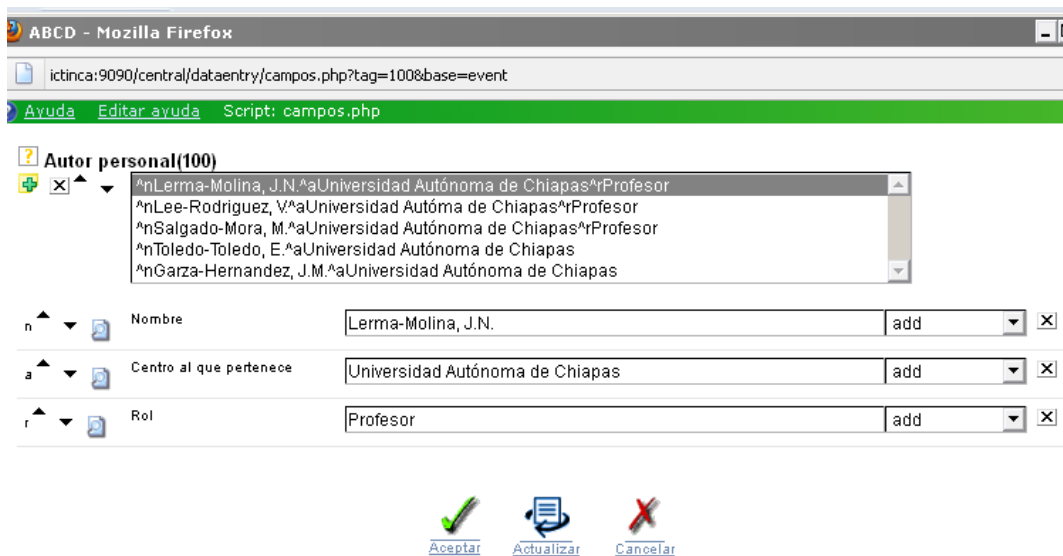 ABCD - Mozilla Firefox
ictinca:9090/central/dataentry/campos.php?tag=100&base=event
Ayuda Editar ayuda Script: campos.php
? Autor personal(100)
^nLerma-Molina, J.N.^aUniversidad Autónoma de Chiapas^rProfesor
^nLee-Rodriguez, V.^aUniversidad Autóma de Chiapas^rProfesor
^nSalgado-Mora, M.^aUniversidad Autónoma de Chiapas^rProfesor
^nToledo-Toledo, E.^aUniversidad Autónoma de Chiapas
^nGarza-Hernandez, J.M.^aUniversidad Autónoma de Chiapas
n Nombre Lerma-Molina, J.N. add
a Centro al que pertenece Universidad Autónoma de Chiapas add
r Rol Profesor add
Aceptar Actualizar Cancelar